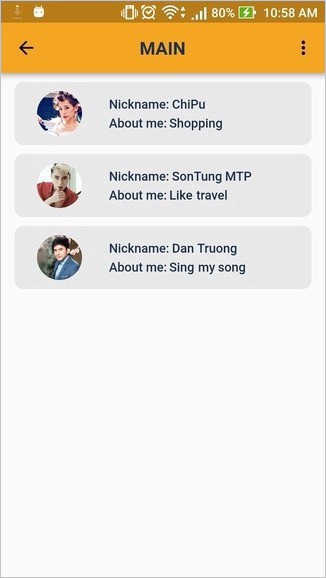 80% 10:58 AM
MAIN
Nickname: ChiPu
About me: Shopping
Nickname: SonTung MTP
About me: Like travel
Nickname: Dan Truong
About me: Sing my song